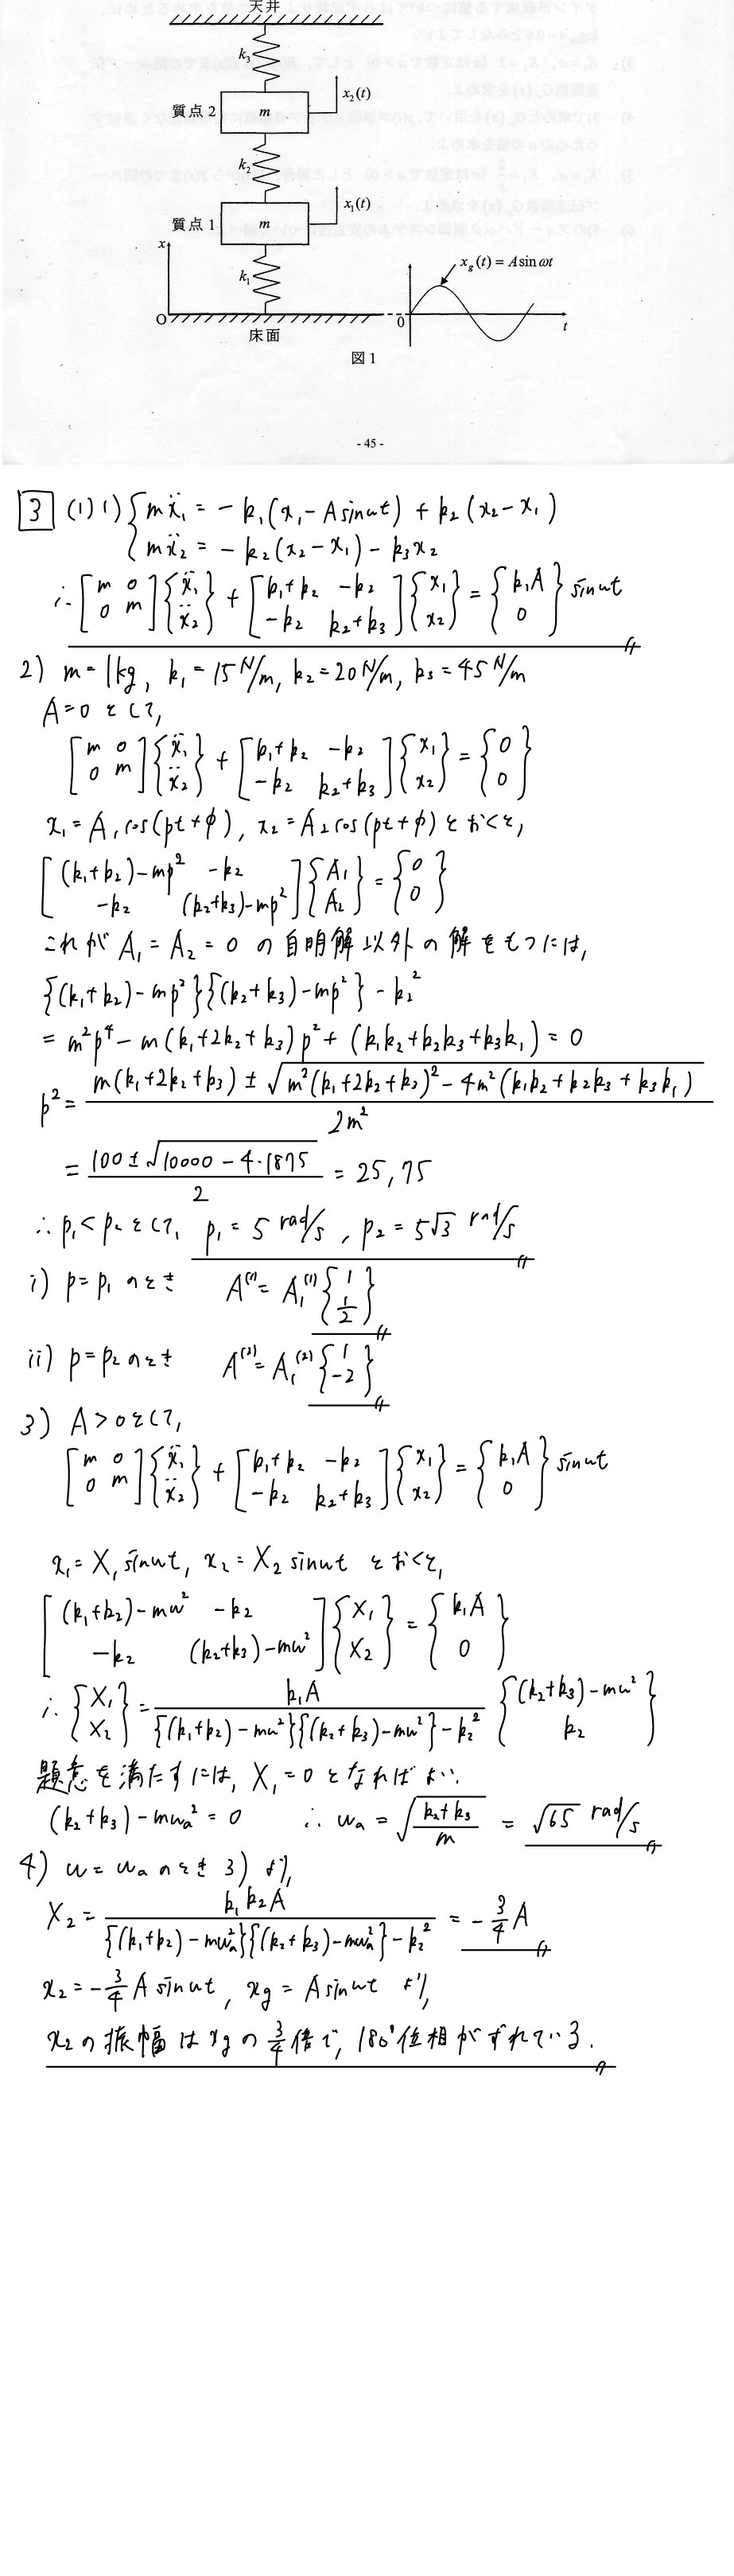 天井
k₃
x₂(t)
質点 2
m
k₂
x₁(t)
質点 1
m
x
k₁
x_g(t) = A sin ωt
O
0
t
床面
図 1
- 45 -
3 (1) 1) { mẍ₁ = -k₁(x₁ - A sin ωt) + k₂(x₂ - x₁)
mẍ₂ = -k₂(x₂ - x₁) - k₃x₂
∴ [m 0; 0 m]{ẍ₁; ẍ₂} + [k₁+k₂ -k₂; -k₂ k₂+k₃]{x₁; x₂} = {k₁A; 0} sin ωt
2) m = 1kg, k₁ = 15 N/m, k₂ = 20 N/m, k₃ = 45 N/m
A = 0 として,
[m 0; 0 m]{ẍ₁; ẍ₂} + [k₁+k₂ -k₂; -k₂ k₂+k₃]{x₁; x₂} = {0; 0}
x₁ = A₁cos(pt+φ), x₂ = A₂cos(pt+φ) とおくと,
[(k₁+k₂)-mp² -k₂; -k₂ (k₂+k₃)-mp²]{A₁; A₂} = {0; 0}
これが A₁ = A₂ = 0 の自明解以外の解をもつには,
{(k₁+k₂)-mp²}{(k₂+k₃)-mp²} - k₂²
= m²p⁴ - m(k₁+2k₂+k₃)p² + (k₁k₂+k₂k₃+k₃k₁) = 0
p² = (m(k₁+2k₂+k₃) ± √(m²(k₁+2k₂+k₃)² - 4m²(k₁k₂+k₂k₃+k₃k₁))) / 2m²
= (100 ± √(10000 - 4·1875)) / 2 = 25, 75
∴ p₁ < p₂ として, p₁ = 5 rad/s, p₂ = 5√3 rad/s
i) p = p₁ のとき A⁽¹⁾ = A₁⁽¹⁾{1; 1/2}
ii) p = p₂ のとき A⁽²⁾ = A₁⁽²⁾{1; -2}
3) A > 0 として,
[m 0; 0 m]{ẍ₁; ẍ₂} + [k₁+k₂ -k₂; -k₂ k₂+k₃]{x₁; x₂} = {k₁A; 0} sin ωt
x₁ = X₁ sin ωt, x₂ = X₂ sin ωt とおくと,
[(k₁+k₂)-mω² -k₂; -k₂ (k₂+k₃)-mω²]{X₁; X₂} = {k₁A; 0}
∴ {X₁; X₂} = k₁A / ({(k₁+k₂)-mω²}{(k₂+k₃)-mω²}-k₂²) {(k₂+k₃)-mω²; k₂}
題意を満たすには, X₁ = 0 となればよい.
(k₂+k₃) - mωa² = 0 ∴ ωa = √((k₂+k₃)/m) = √65 rad/s
4) ω = ωa のとき 3) より,
X₂ = k₁k₂A / ({(k₁+k₂)-mωa²}{(k₂+k₃)-mωa²}-k₂²) = -3/4 A
x₂ = -3/4 A sin ωt, xg = A sin ωt より,
x₂ の振幅は xg の 3/4 倍で, 180° 位相がずれている.